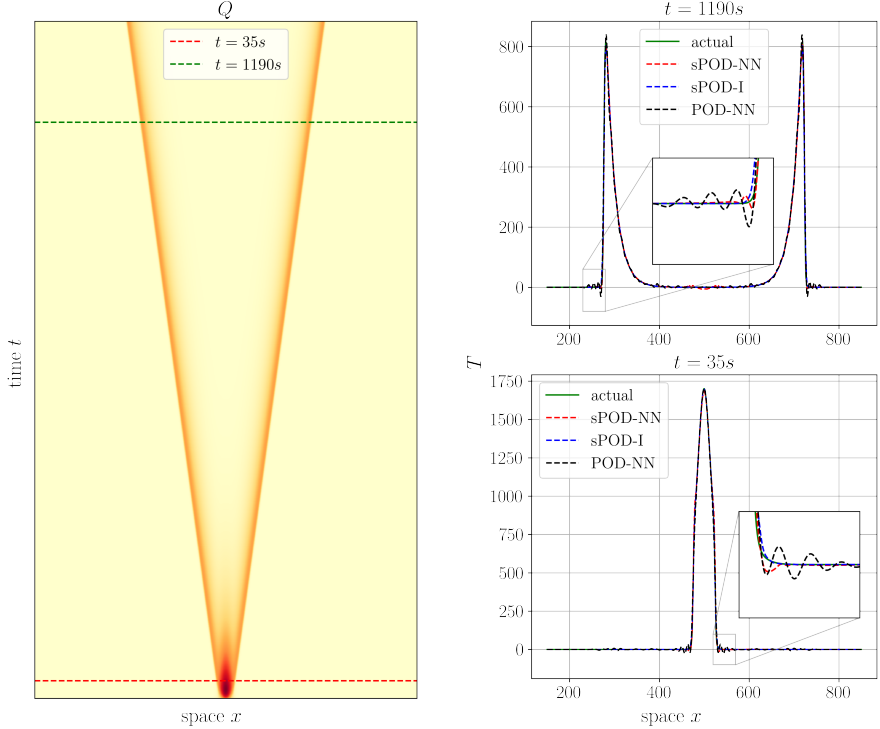 Q
t = 35s
t = 1190s
time t
space x
t = 1190s
actual
sPOD-NN
sPOD-I
POD-NN
800
600
400
200
0
200 400 600 800
T
t = 35s
actual
sPOD-NN
sPOD-I
POD-NN
1750
1500
1250
1000
750
500
250
0
200 400 600 800
space x